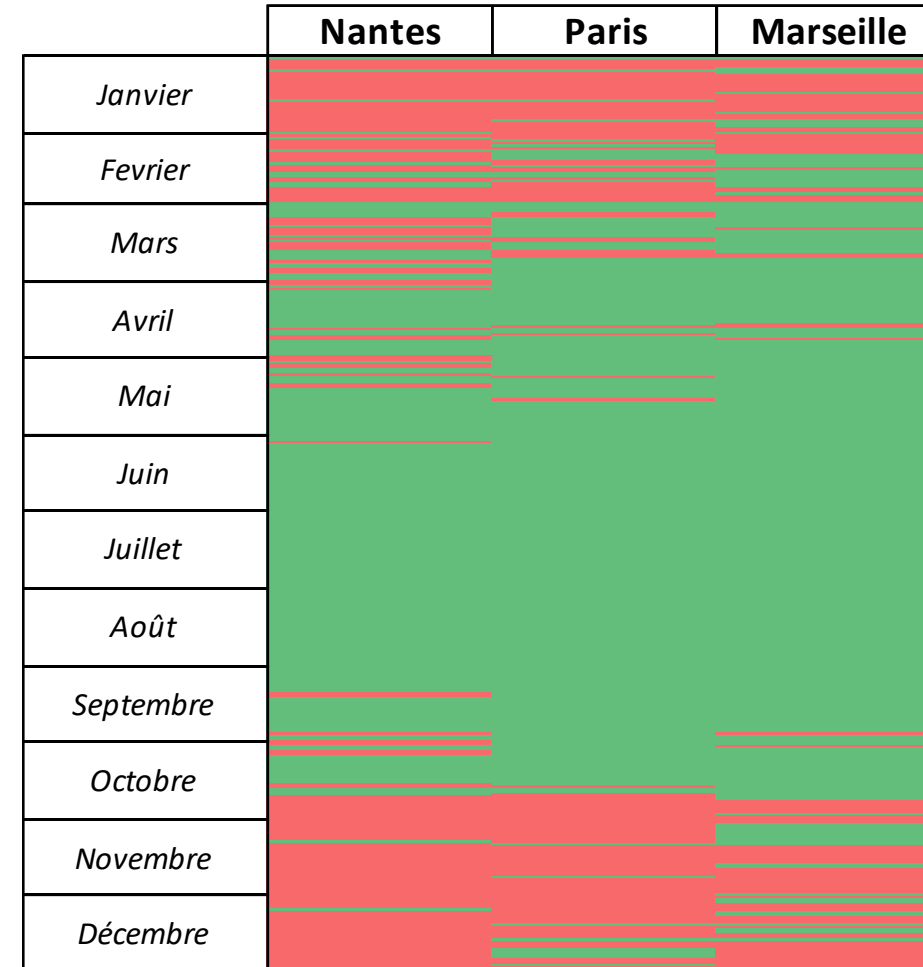 Nantes Paris Marseille
Janvier
Fevrier
Mars
Avril
Mai
Juin
Juillet
Août
Septembre
Octobre
Novembre
Décembre